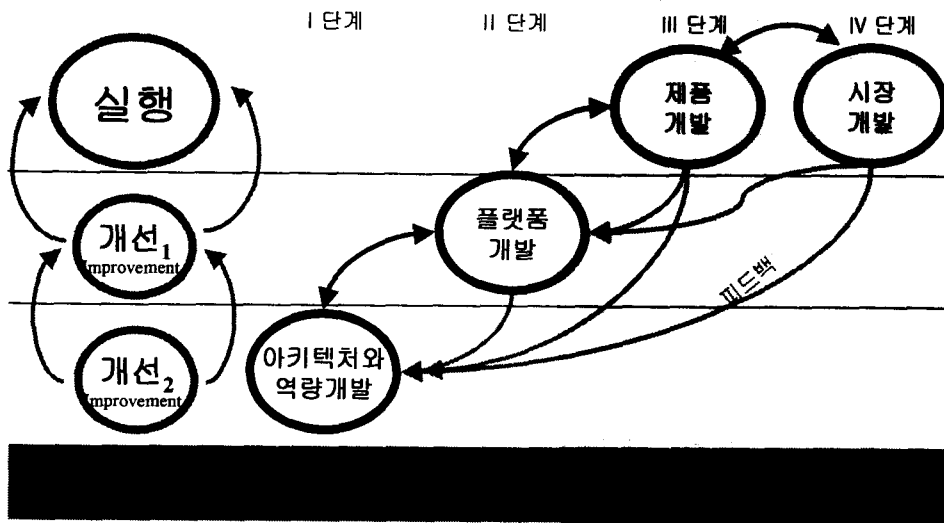 I 단계
II 단계
III 단계
IV 단계
실행
제품
개발
시장
개발
개선1
Improvement
플랫폼
개발
피드백
개선2
Improvement
아키텍처와
역량개발